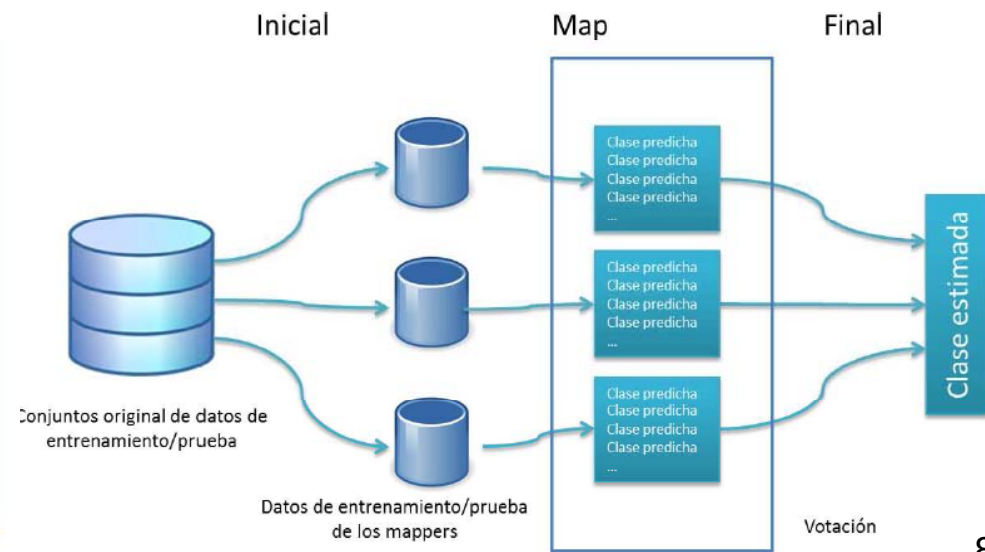 Inicial
Map
Final
Clase predicha
Clase predicha
Clase predicha
Clase predicha
...
Clase predicha
Clase predicha
Clase predicha
Clase predicha
...
Clase predicha
Clase predicha
Clase predicha
Clase predicha
...
Clase estimada
Conjuntos original de datos de
entrenamiento/prueba
Datos de entrenamiento/prueba
de los mappers
Votación
8